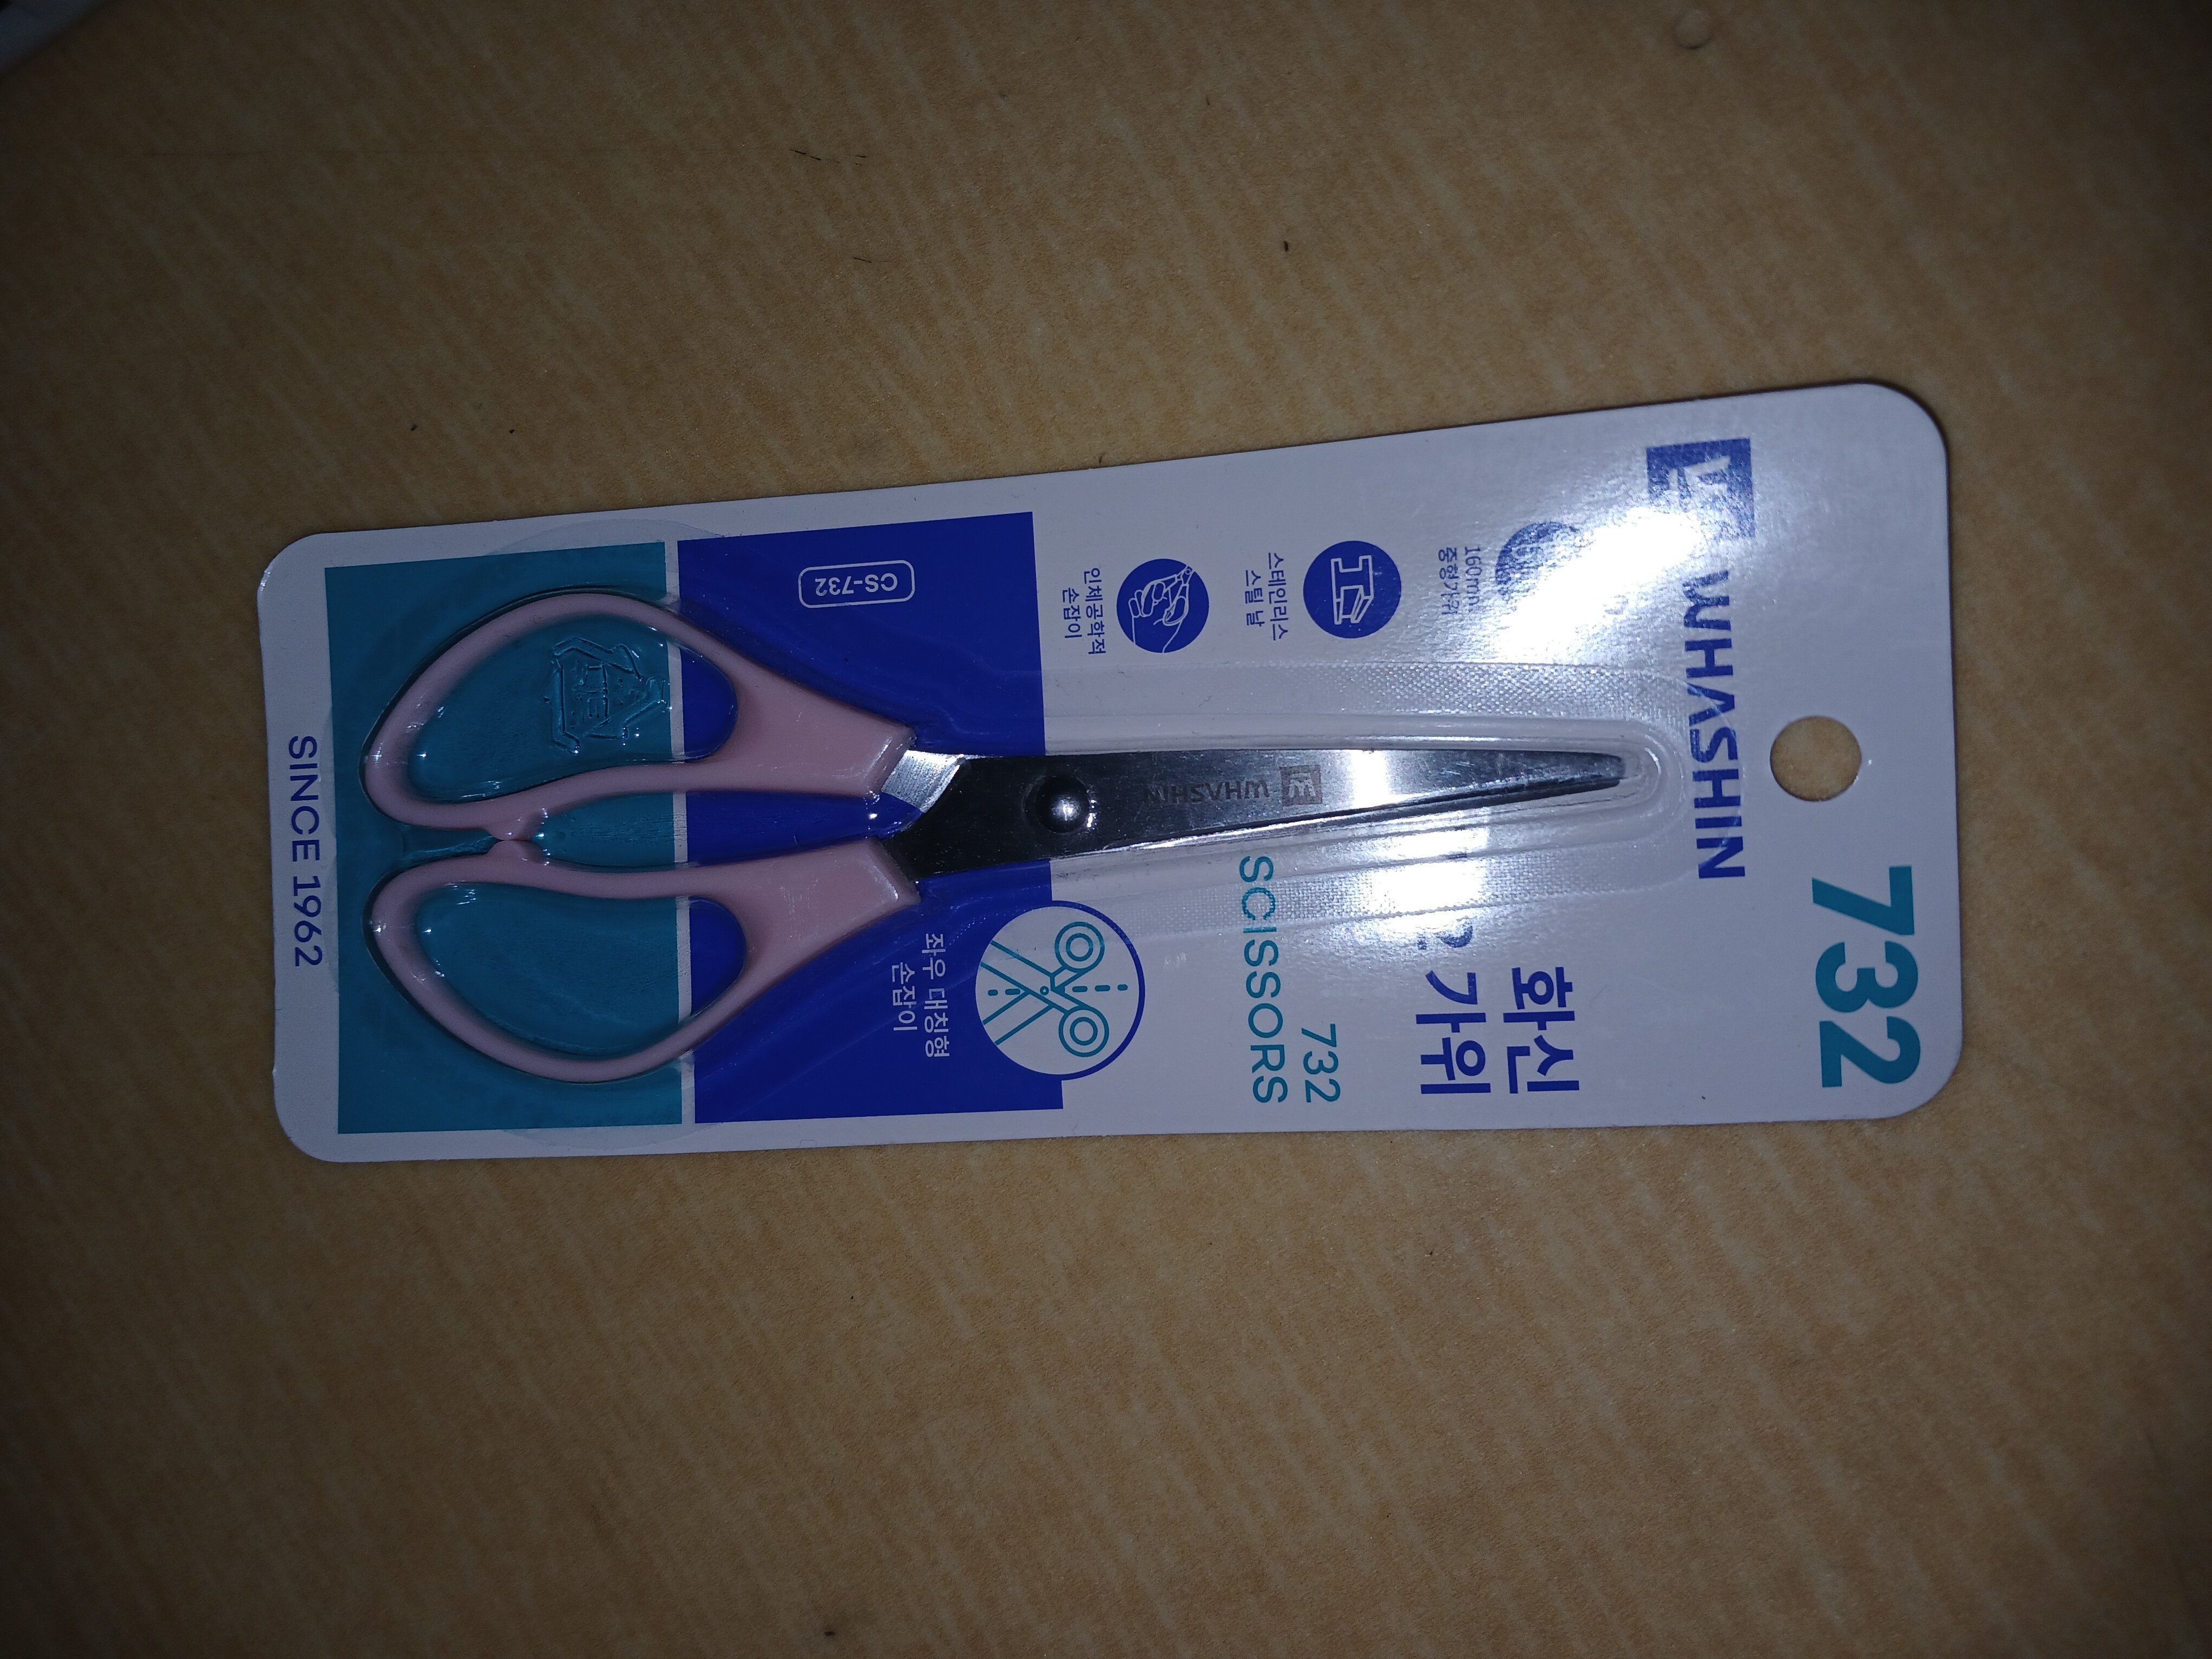 732
WHASHIN
화신
가위
732
SCISSORS
160mm
중형가위
스테인리스
스틸 날
인체공학적
손잡이
WHASHIN
좌우 대칭형
손잡이
CS-732
SINCE 1962